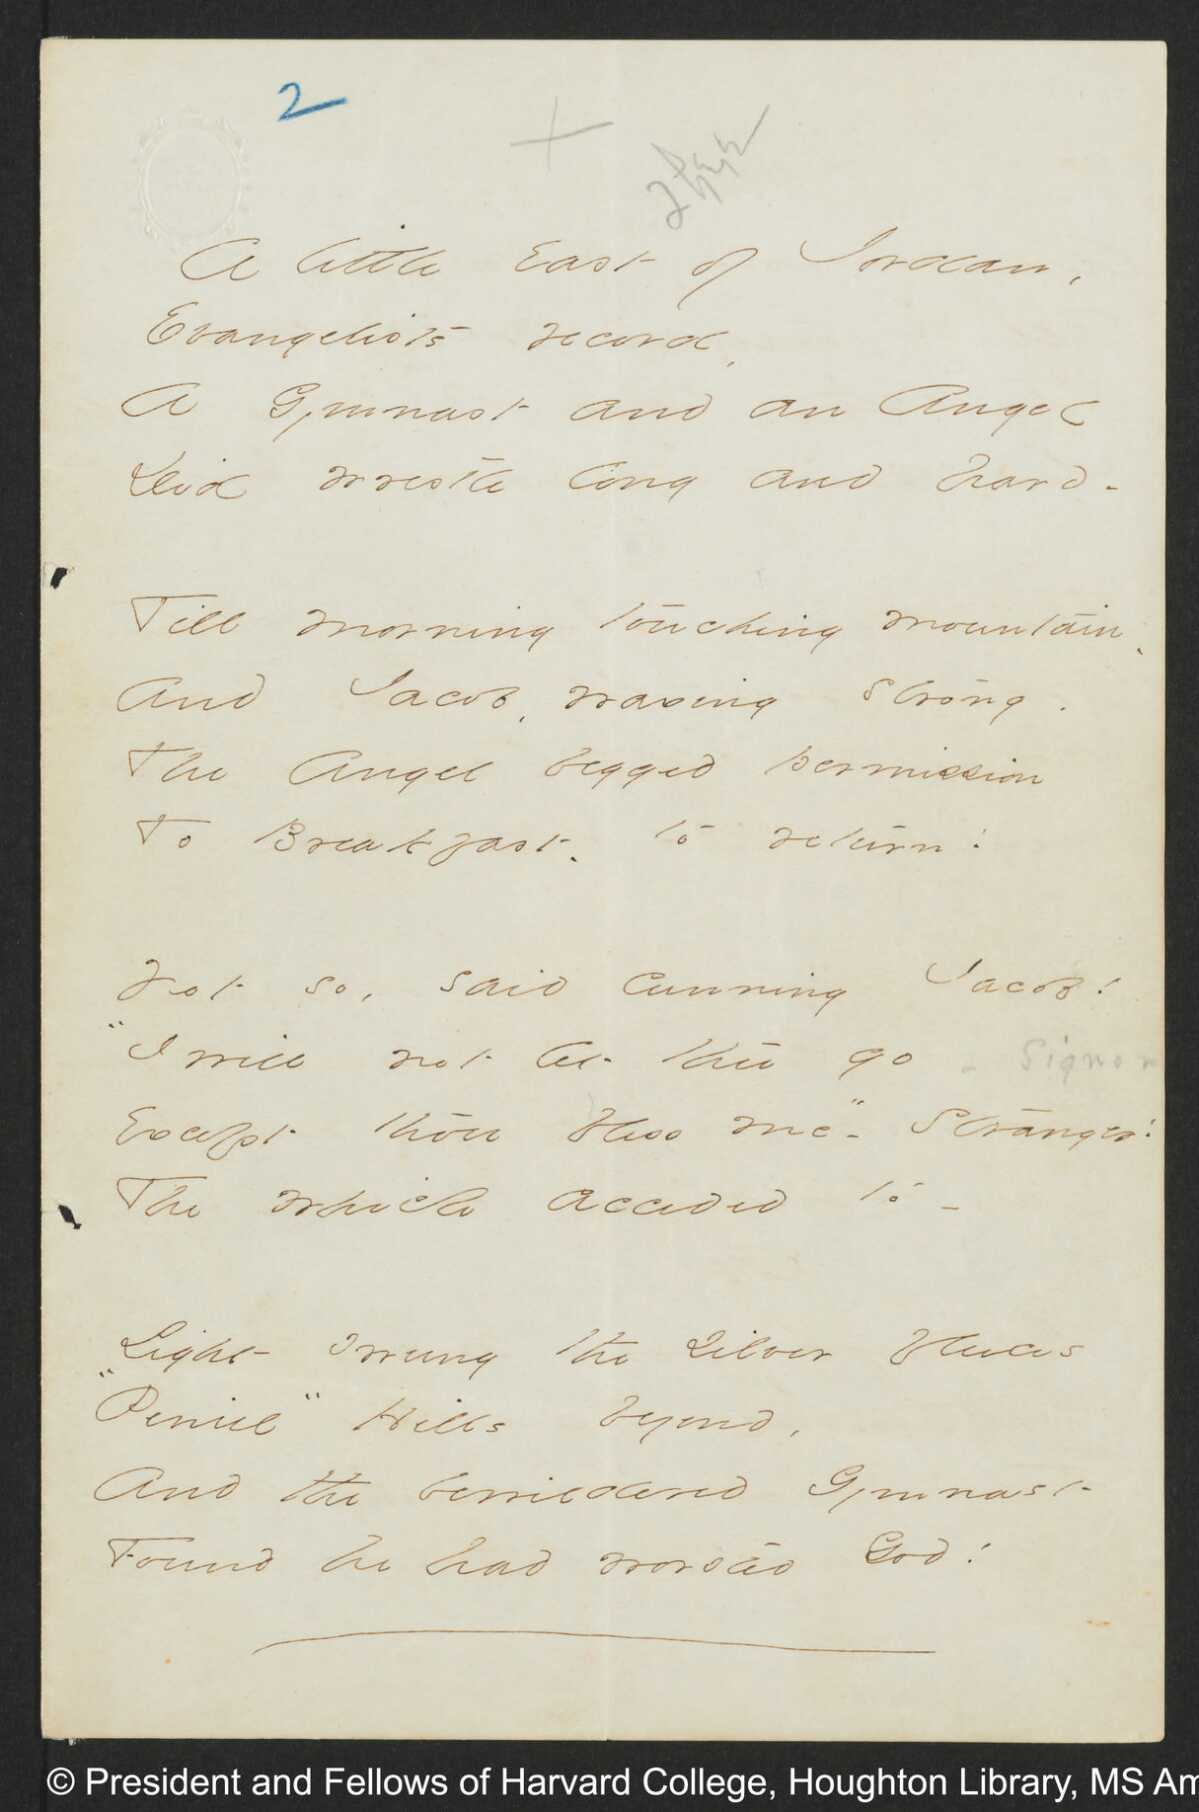 2
A little East of Jordan,
Evangelists record,
A Gymnast and an Angel
Did wrestle long and hard -
Till morning touching mountain,
And Jacob, waxing strong,
The Angel begged permission
To Breakfast, to return!
Not so, said cunning Jacob!
"I will not let thee go - Signor
Except thou bless me" - Stranger!
The which acceded to -
Light swung the silver fleeces
"Peniel" Hills beyond,
And the bewildered Gymnast
Found he had worsted God!
© President and Fellows of Harvard College, Houghton Library, MS Am